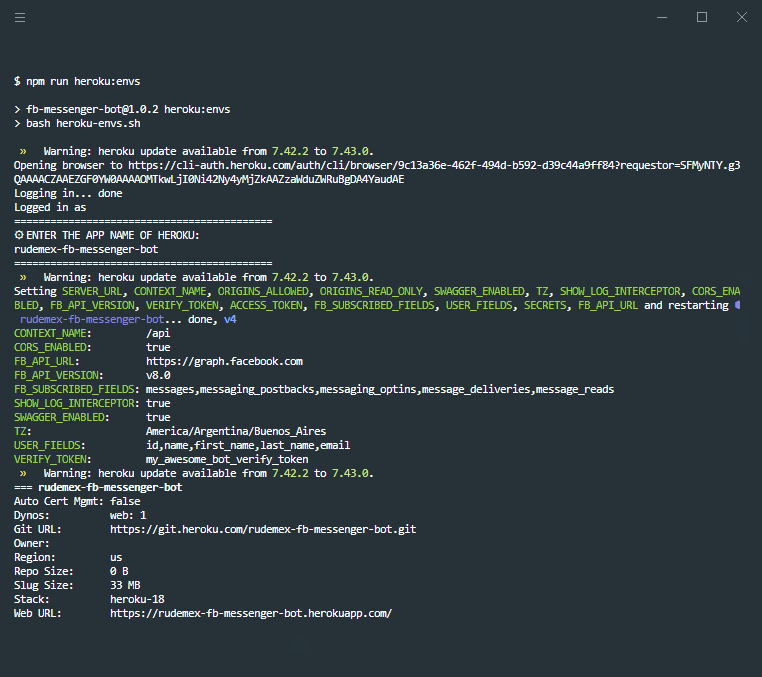 $ npm run heroku:envs
> fb-messenger-bot@1.0.2 heroku:envs
> bash heroku-envs.sh
» Warning: heroku update available from 7.42.2 to 7.43.0.
Opening browser to https://cli-auth.heroku.com/auth/cli/browser/9c13a36e-462f-494d-b592-d39c44a9ff84?requestor=SFMyNTY.g3
QAAAACZAAEZGF0YW0AAAAOMTkwLjI0Ni42Ny4yMjZkAAZzaWduZWRuBgDA4YaudAE
Logging in... done
Logged in as
===========================================
⚙ENTER THE APP NAME OF HEROKU:
rudemex-fb-messenger-bot
===========================================
» Warning: heroku update available from 7.42.2 to 7.43.0.
Setting SERVER_URL, CONTEXT_NAME, ORIGINS_ALLOWED, ORIGINS_READ_ONLY, SWAGGER_ENABLED, TZ, SHOW_LOG_INTERCEPTOR, CORS_ENA
BLED, FB_API_VERSION, VERIFY_TOKEN, ACCESS_TOKEN, FB_SUBSCRIBED_FIELDS, USER_FIELDS, SECRETS, FB_API_URL and restarting ⬢
rudemex-fb-messenger-bot... done, v4
CONTEXT_NAME: /api
CORS_ENABLED: true
FB_API_URL: https://graph.facebook.com
FB_API_VERSION: v8.0
FB_SUBSCRIBED_FIELDS: messages,messaging_postbacks,messaging_optins,message_deliveries,message_reads
SHOW_LOG_INTERCEPTOR: true
SWAGGER_ENABLED: true
TZ: America/Argentina/Buenos_Aires
USER_FIELDS: id,name,first_name,last_name,email
VERIFY_TOKEN: my_awesome_bot_verify_token
» Warning: heroku update available from 7.42.2 to 7.43.0.
=== rudemex-fb-messenger-bot
Auto Cert Mgmt: false
Dynos: web: 1
Git URL: https://git.heroku.com/rudemex-fb-messenger-bot.git
Owner:
Region: us
Repo Size: 0 B
Slug Size: 33 MB
Stack: heroku-18
Web URL: https://rudemex-fb-messenger-bot.herokuapp.com/